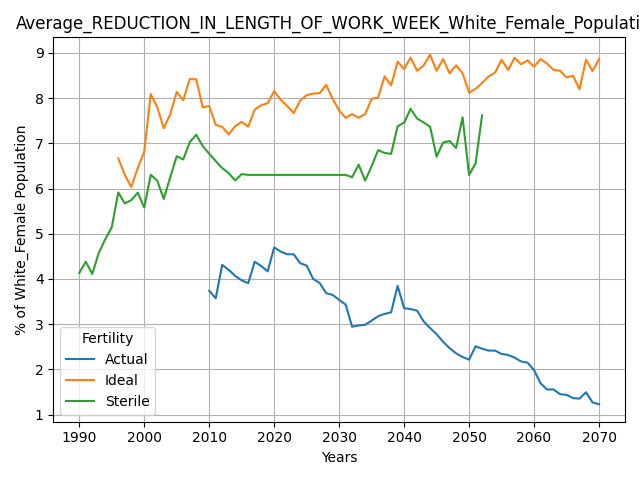 Average_REDUCTION_IN_LENGTH_OF_WORK_WEEK_White_Female_Populati
% of White_Female Population
9
8
7
6
5
4
3
2
1
Fertility
Actual
Ideal
Sterile
1990 2000 2010 2020 2030 2040 2050 2060 2070
Years